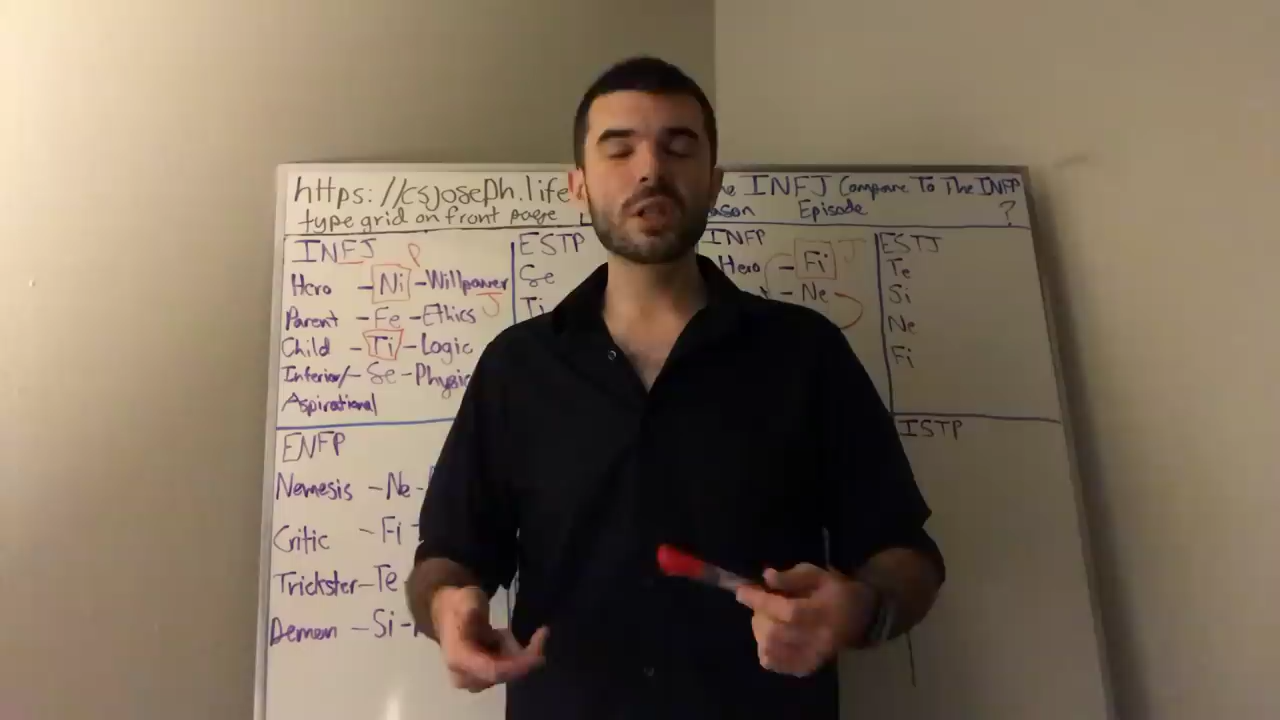 https://csjoseph.life
type grid on front page
INFJ Compare To The INFP
Episode ?
INFJ P
Hero - Ni - Willpower
J
Parent - Fe - Ethics
Child - Ti - Logic
Inferior/ - Se -
Aspirational
ESTP
Se
Ti
INFP
Hero - Fi J
- Ne
ESTJ
Te
Si
Ne
Fi
ENFP
Nemesis - Ne -
Critic - Fi
Trickster - Te
Demon - Si -
ISTP